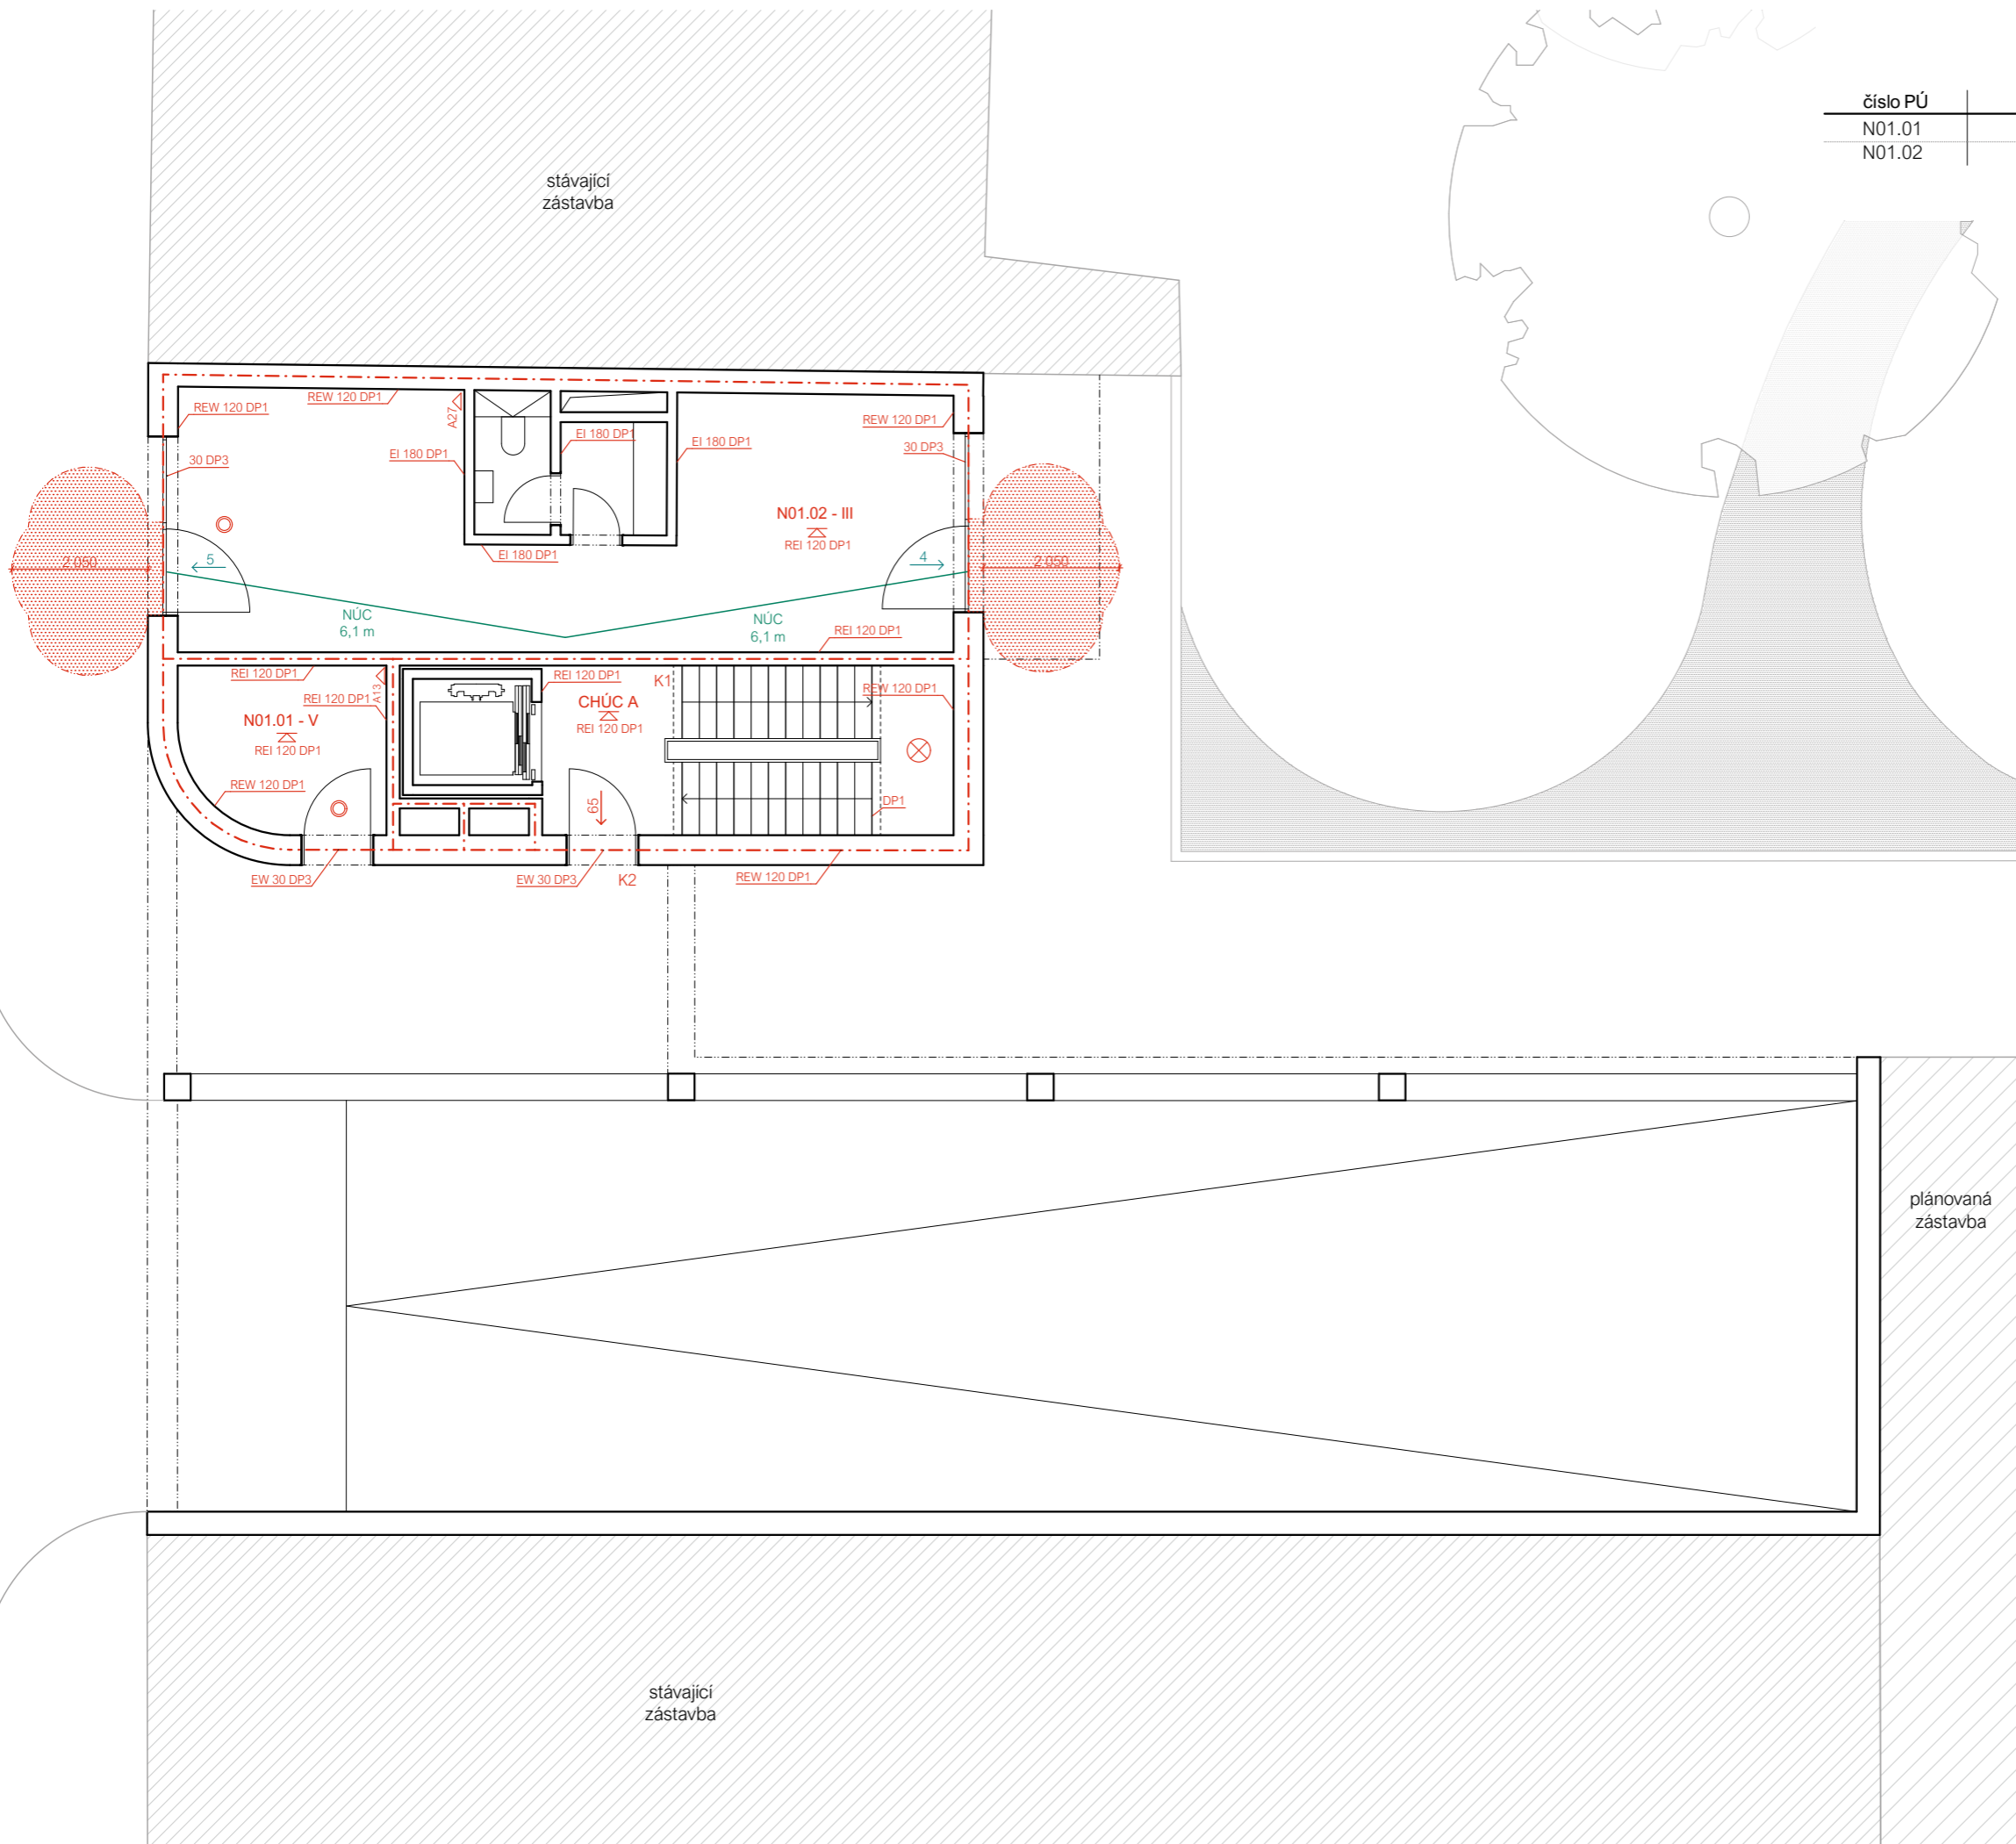 číslo PÚ
N01.01
N01.02
stávající
zástavba
REW 120 DP1
REW 120 DP1
A27
EI 180 DP1
EI 180 DP1
EI 180 DP1
REW 120 DP1
30 DP3
30 DP3
N01.02 - III
REI 120 DP1
EI 180 DP1
2 050
5
4
2 050
NÚC
6,1 m
NÚC
6,1 m
REI 120 DP1
REI 120 DP1
REI 120 DP1
A13
REI 120 DP1
K1
CHÚC A
REI 120 DP1
REW 120 DP1
N01.01 - V
REI 120 DP1
REW 120 DP1
65
DP1
EW 30 DP3
EW 30 DP3
K2
REW 120 DP1
plánovaná
zástavba
stávající
zástavba